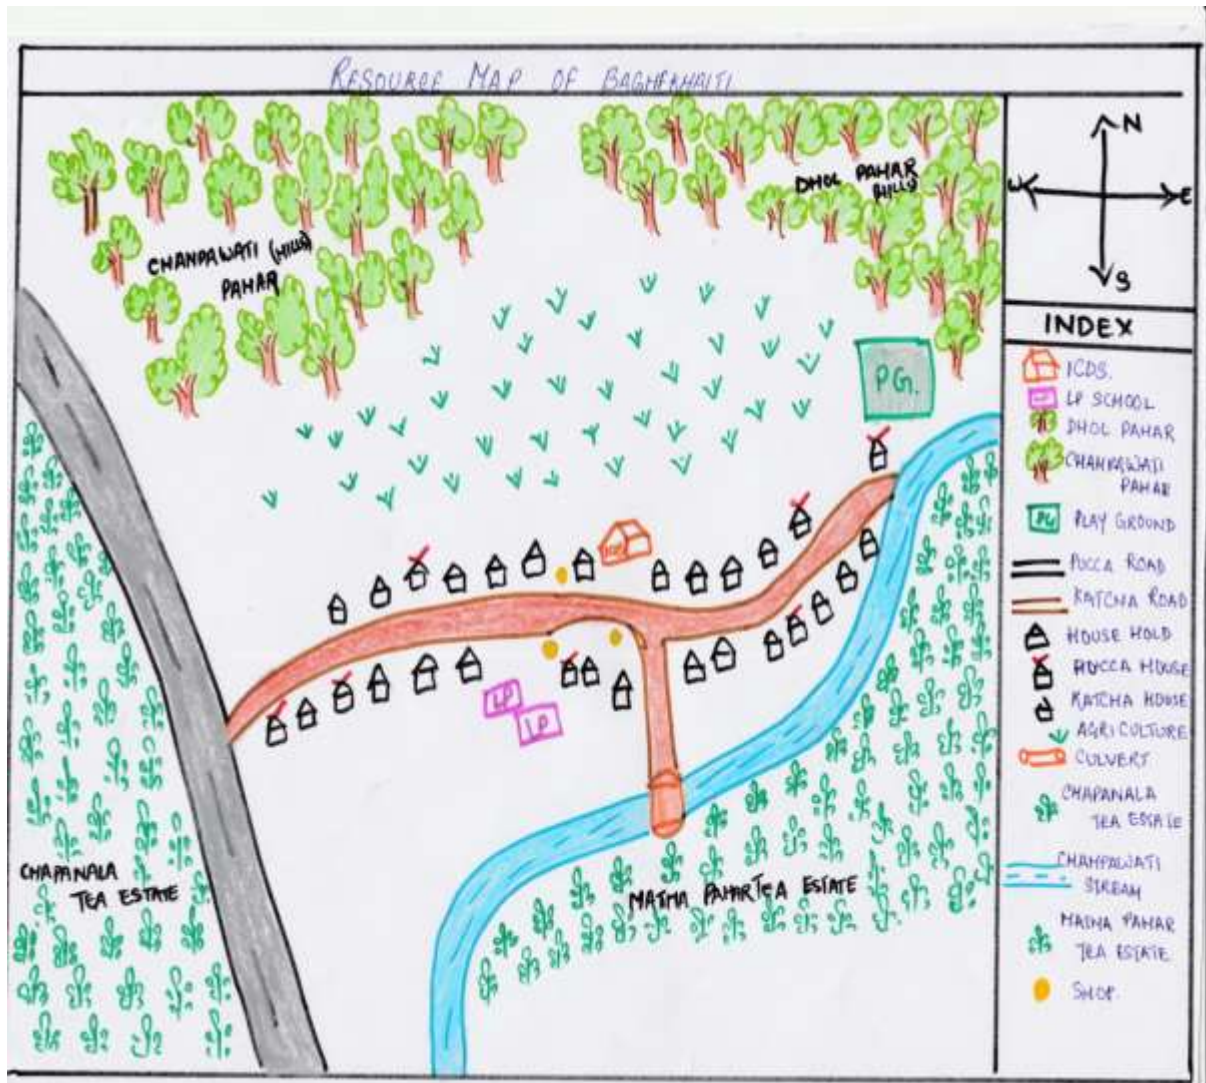 RESOURCE MAP OF BAGHEKHAITI
N
W
E
S
DHOL PAHAR
(HILLS)
CHANPAWATI (HILLS)
PAHAR
PG.
ICDS
LP
LP
CHAPANALA
TEA ESTATE
MAINA PAHAR TEA ESTATE
INDEX
ICDS.
LP SCHOOL
DHOL PAHAR
CHANPAWATI
PAHAR
PG
PLAY GROUND
PUCCA ROAD
KATCHA ROAD
HOUSE HOLD
PUCCA HOUSE
KATCHA HOUSE
AGRICULTURE
CULVERT
CHAPANALA
TEA ESTATE
CHAMPAWATI
STREAM
MAINA PAHAR
TEA ESTATE
SHOP.